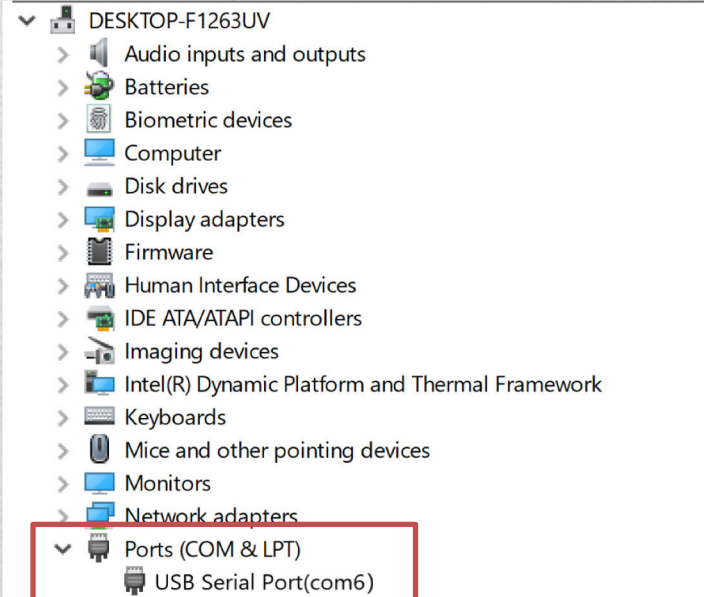 DESKTOP-F1263UV
Audio inputs and outputs
Batteries
Biometric devices
Computer
Disk drives
Display adapters
Firmware
Human Interface Devices
IDE ATA/ATAPI controllers
Imaging devices
Intel(R) Dynamic Platform and Thermal Framework
Keyboards
Mice and other pointing devices
Monitors
Network adapters
Ports (COM & LPT)
USB Serial Port(com6)